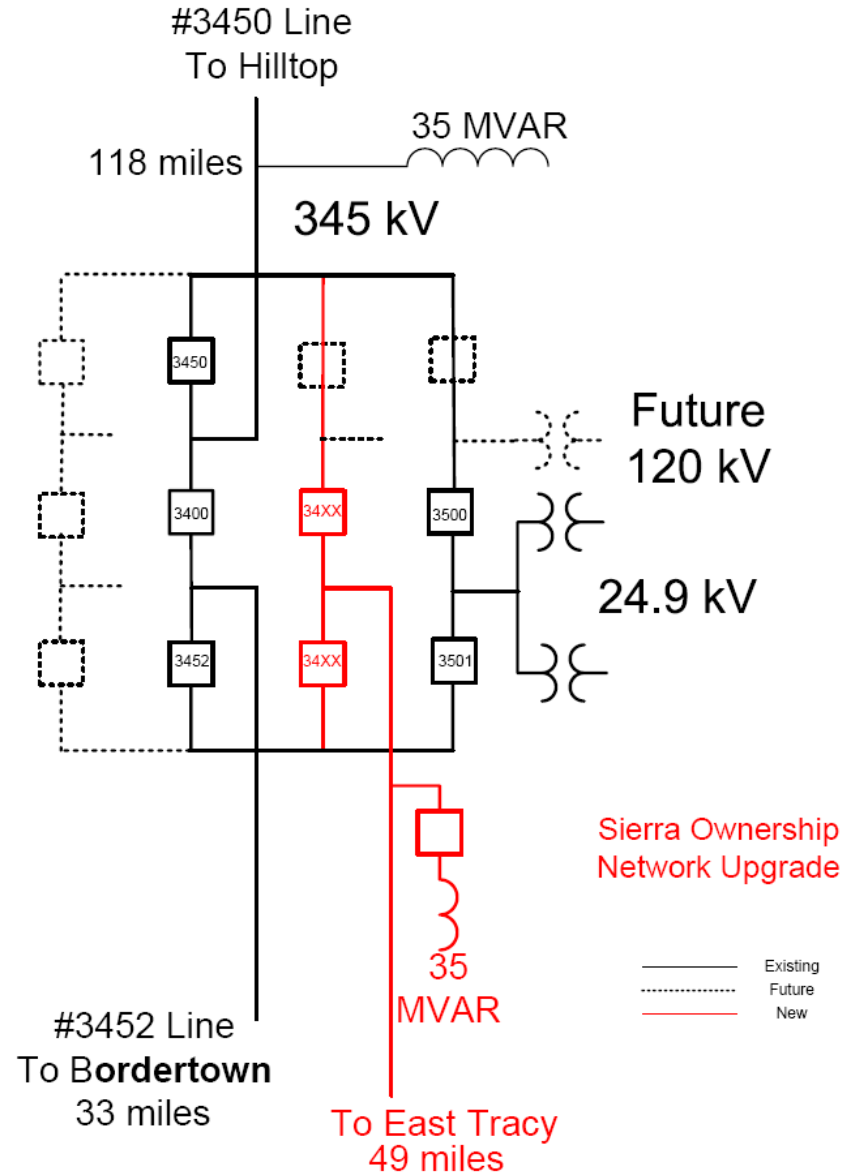 #3450 Line
To Hilltop
35 MVAR
118 miles
345 kV
3450
Future
120 kV
3400
34XX
3500
24.9 kV
3452
34XX
3501
Sierra Ownership
Network Upgrade
35
MVAR
Existing
Future
New
#3452 Line
To Bordertown
33 miles
To East Tracy
49 miles